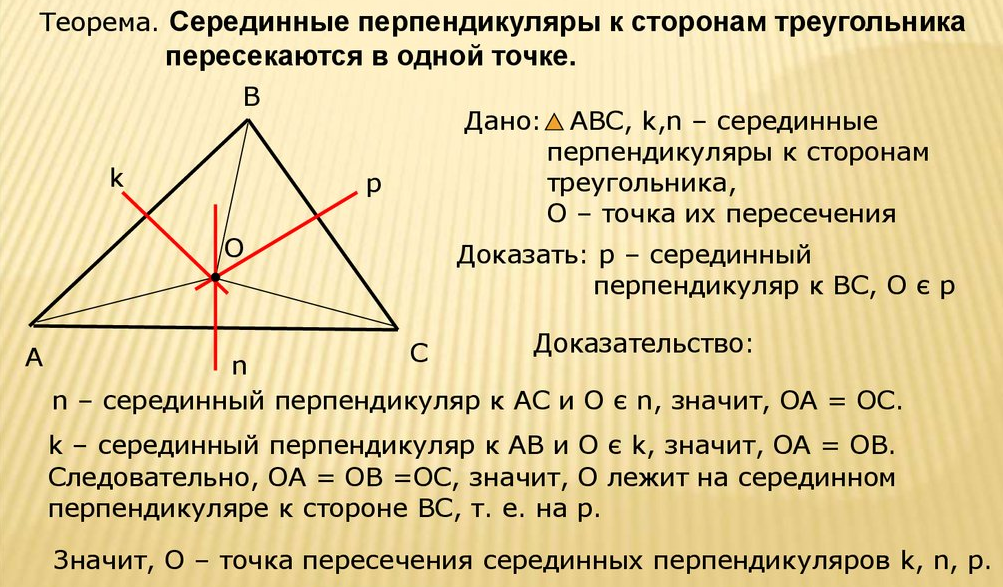 Теорема. Серединные перпендикуляры к сторонам треугольника
пересекаются в одной точке.
B
k
p
O
A
C
n
Дано: ABC, k,n – серединные
перпендикуляры к сторонам
треугольника,
O – точка их пересечения
Доказать: p – серединный
перпендикуляр к BC, O є p
Доказательство:
n – серединный перпендикуляр к AC и O є n, значит, OA = OC.
k – серединный перпендикуляр к AB и O є k, значит, OA = OB.
Следовательно, OA = OB =OC, значит, O лежит на серединном
перпендикуляре к стороне BC, т. е. на p.
Значит, O – точка пересечения серединных перпендикуляров k, n, p.